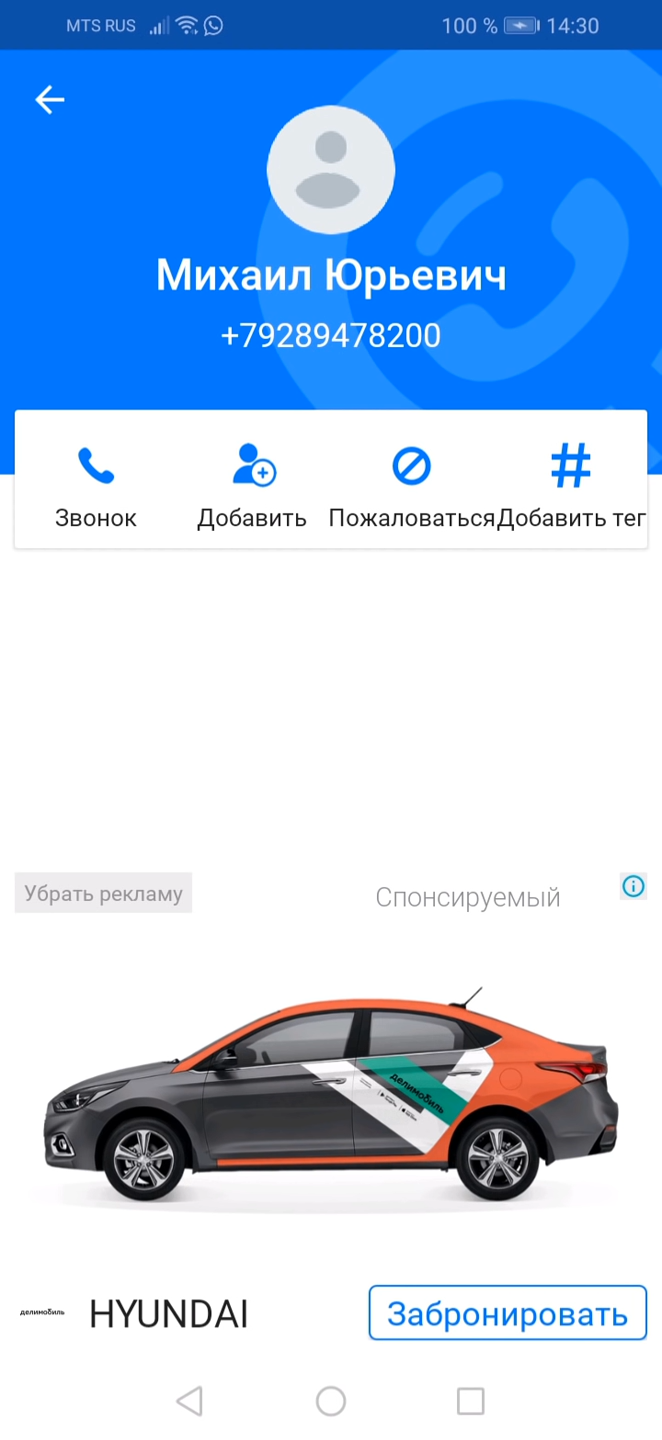 MTS RUS 100 % 14:30
Михаил Юрьевич
+79289478200
Звонок Добавить Пожаловаться Добавить тег
Убрать рекламу Спонсируемый
делимобиль
делимобиль HYUNDAI Забронировать